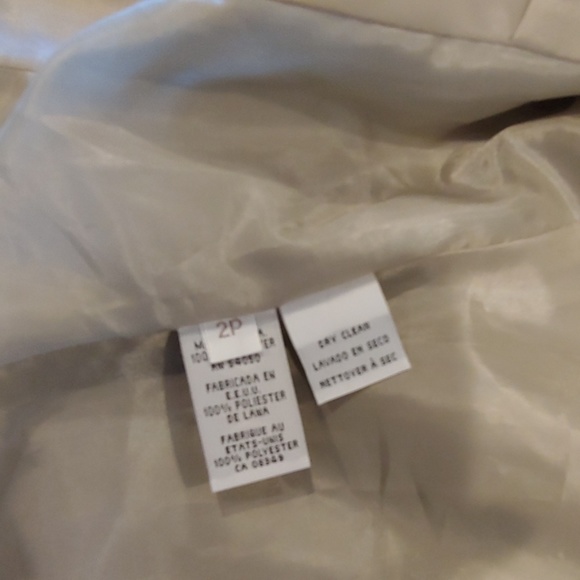 2P
FABRICADA EN
E.E.U.U.
100% POLIESTER
DE LANA
FABRIQUE AU
ETATS-UNIS
100% POLYESTER
CA 08349
DRY CLEAN
LAVADO EN SECO
NETTOYER À SEC